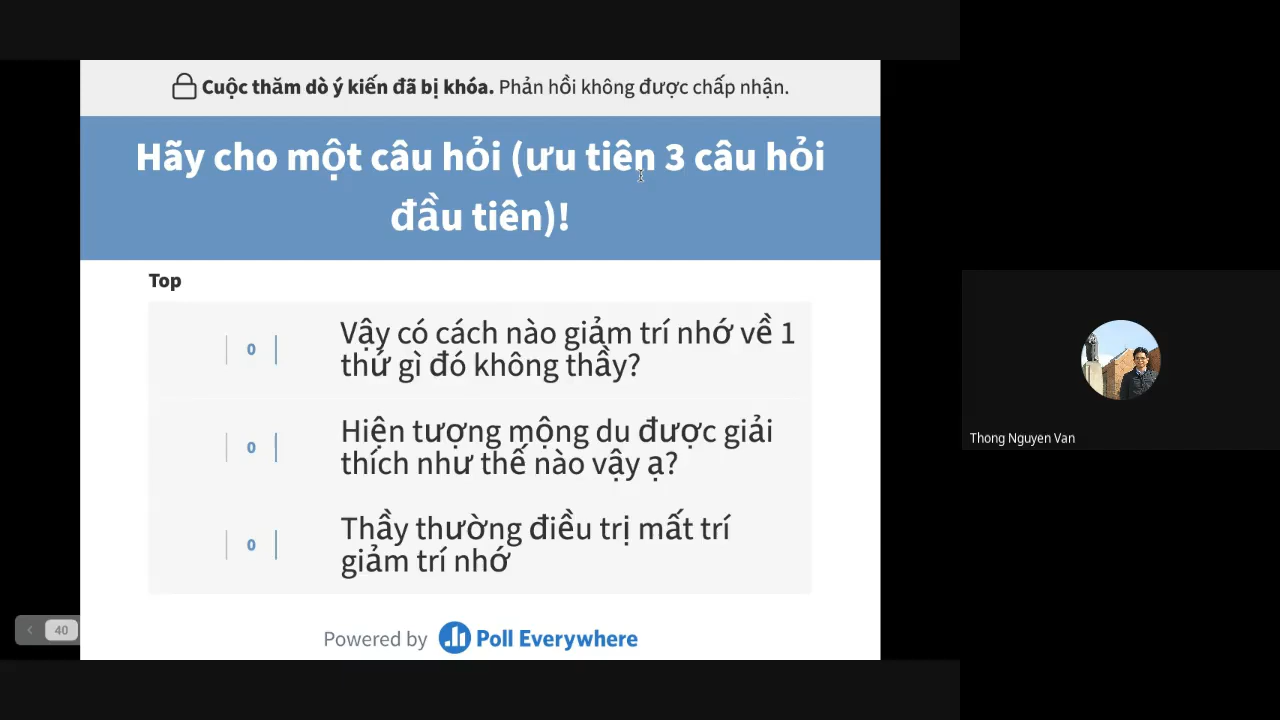 Cuộc thăm dò ý kiến đã bị khóa. Phản hồi không được chấp nhận.
Hãy cho một câu hỏi (ưu tiên 3 câu hỏi
đầu tiên)!
Top
0
Vậy có cách nào giảm trí nhớ về 1
thứ gì đó không thầy?
0
Hiện tượng mộng du được giải
thích như thế nào vậy ạ?
0
Thầy thường điều trị mất trí
giảm trí nhớ
Powered by Poll Everywhere
40
Thong Nguyen Van